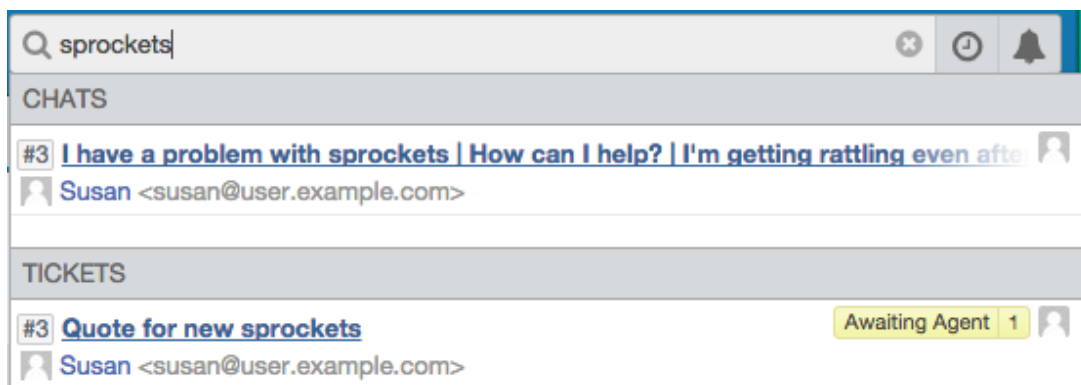 sprockets
CHATS
#3 I have a problem with sprockets | How can I help? | I'm getting rattling even afte
Susan <susan@user.example.com>
TICKETS
#3 Quote for new sprockets Awaiting Agent 1
Susan <susan@user.example.com>